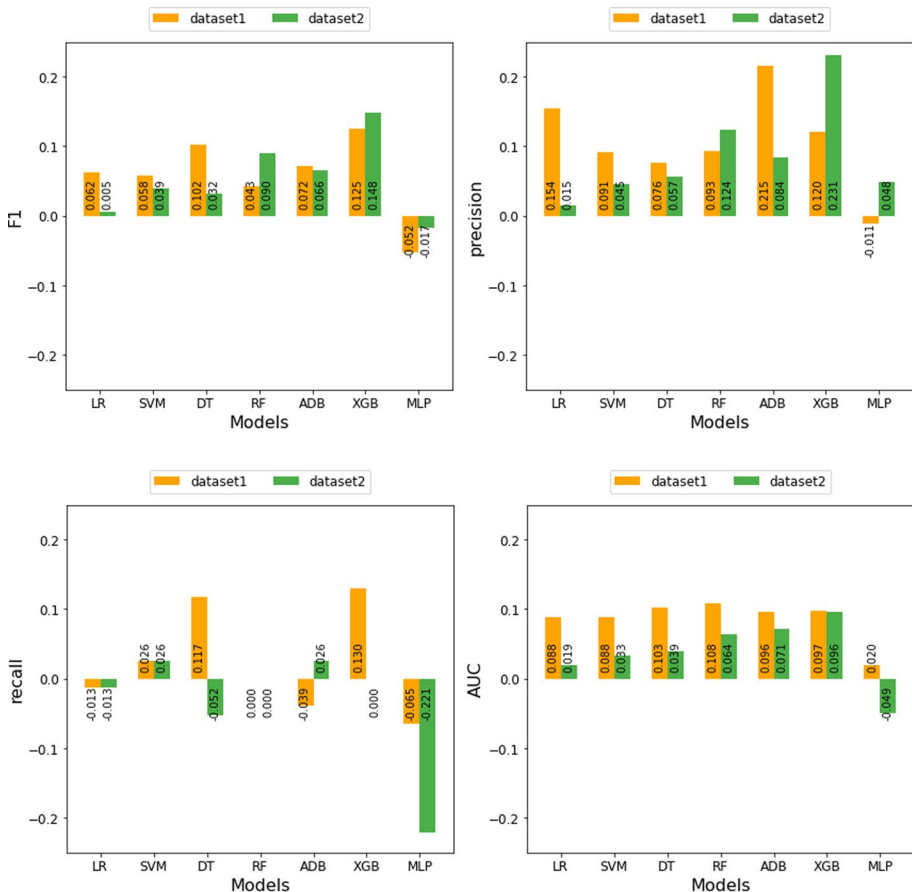 dataset1 dataset2
F1
0.2
0.1
0.0
−0.1
−0.2
0.062 0.005 0.058 0.039 0.102 0.032 0.043 0.090 0.072 0.066 0.125 0.148 -0.052 -0.017
LR SVM DT RF ADB XGB MLP
Models
dataset1 dataset2
precision
0.2
0.1
0.0
−0.1
−0.2
0.154 0.015 0.091 0.045 0.076 0.057 0.093 0.124 0.215 0.084 0.120 0.231 -0.011 0.048
LR SVM DT RF ADB XGB MLP
Models
dataset1 dataset2
recall
0.2
0.1
0.0
−0.1
−0.2
-0.013 -0.013 0.026 0.026 0.117 -0.052 0.000 0.000 -0.039 0.026 0.130 0.000 -0.065 -0.221
LR SVM DT RF ADB XGB MLP
Models
dataset1 dataset2
AUC
0.2
0.1
0.0
−0.1
−0.2
0.088 0.019 0.088 0.033 0.103 0.039 0.108 0.064 0.096 0.071 0.097 0.096 0.020 -0.049
LR SVM DT RF ADB XGB MLP
Models